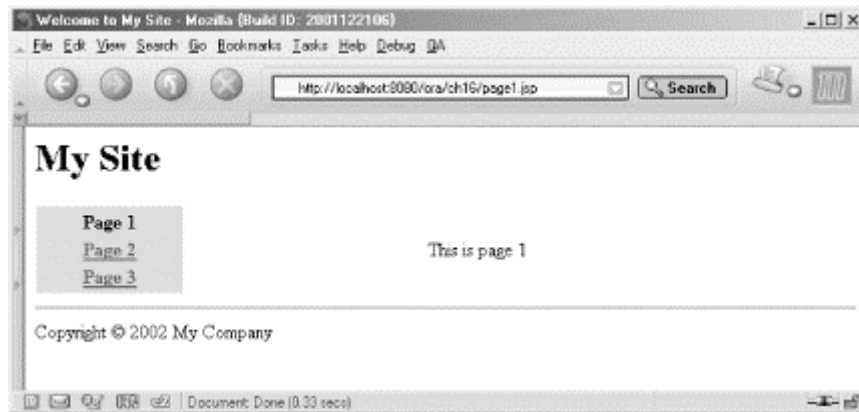 Welcome to My Site - Mozilla {Build ID: 2001122106}
File Edit View Search Go Bookmarks Tasks Help Debug QA
http://localhost:8080/ora/ch16/page1.jsp Search
My Site
Page 1
Page 2
This is page 1
Page 3
Copyright © 2002 My Company
Document: Done (0.33 secs)